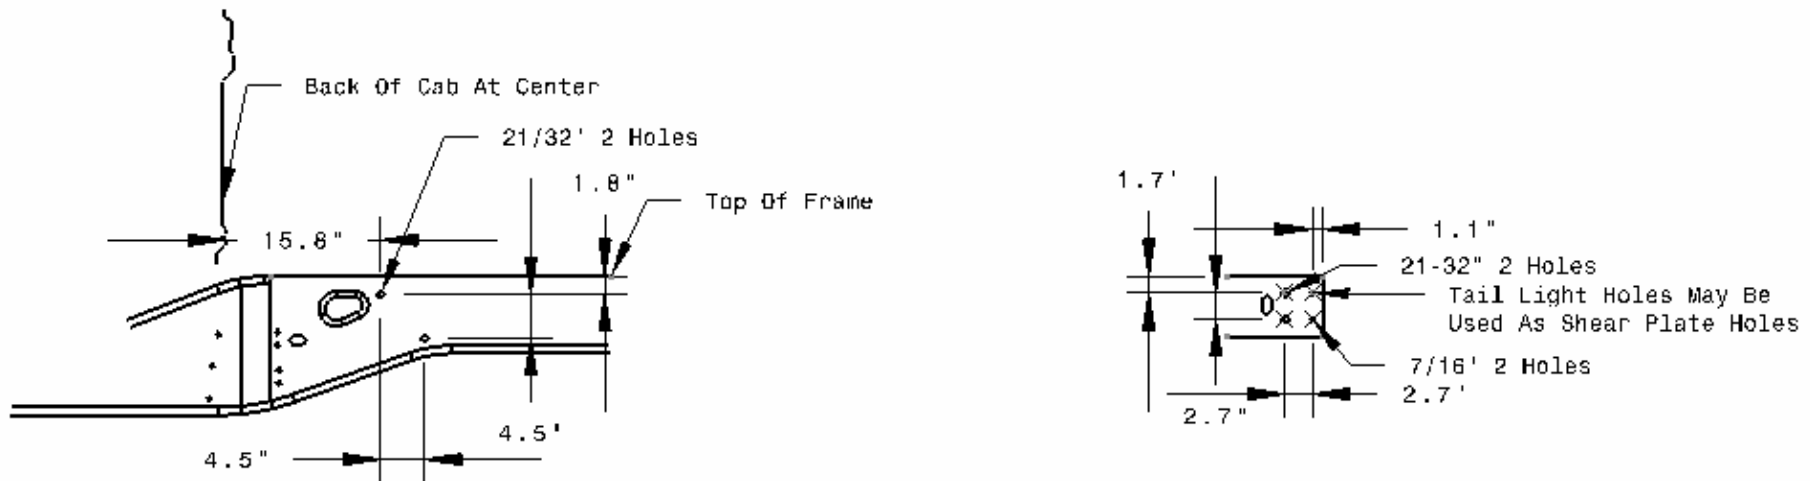 Back Of Cab At Center
21/32' 2 Holes
1.8"
Top Of Frame
15.8"
4.5'
4.5"
1.7'
1.1"
21-32" 2 Holes
Tail Light Holes May Be
Used As Shear Plate Holes
7/16' 2 Holes
2.7'
2.7"